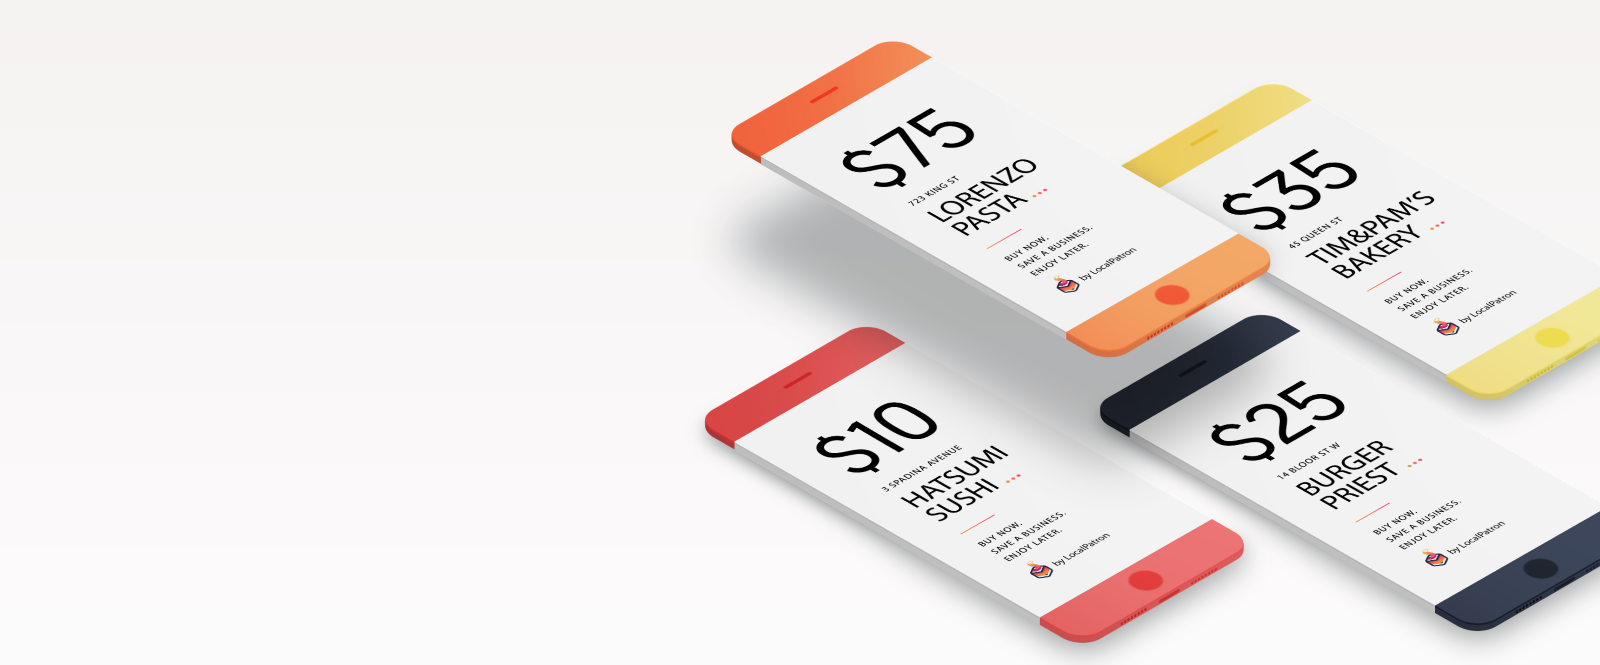 $75
723 KING ST
LORENZO
PASTA
BUY NOW.
SAVE A BUSINESS.
ENJOY LATER.
by LocalPatron
$35
45 QUEEN ST
TIM&PAM'S
BAKERY
BUY NOW.
SAVE A BUSINESS.
ENJOY LATER.
by LocalPatron
$10
3 SPADINA AVENUE
HATSUMI
SUSHI
BUY NOW.
SAVE A BUSINESS.
ENJOY LATER.
by LocalPatron
$25
14 BLOOR ST W
BURGER
PRIEST
BUY NOW.
SAVE A BUSINESS.
ENJOY LATER.
by LocalPatron